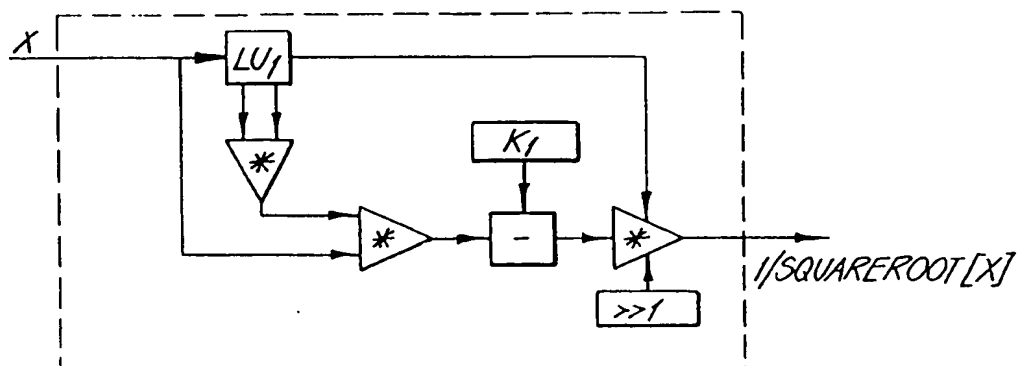 X
LU1
*
K1
*
-
*
1/SQUAREROOT[X]
>>1